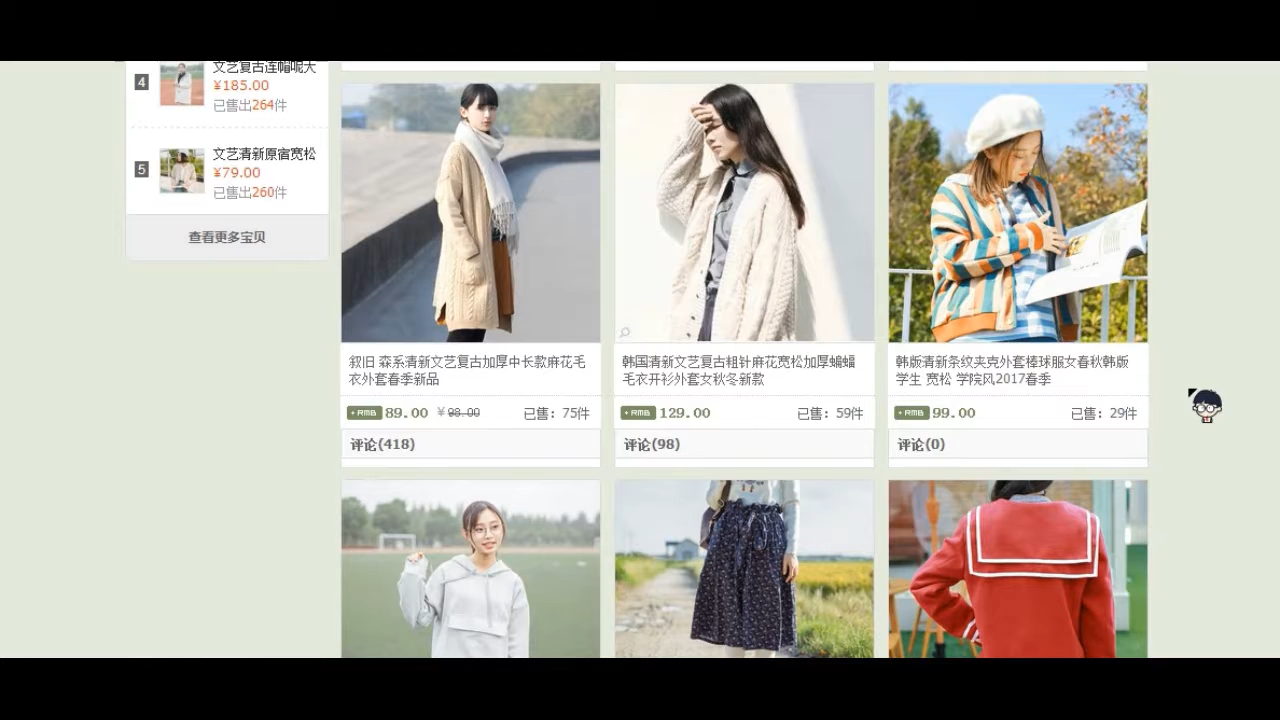 4
文艺复古连帽呢大
¥185.00
已售出264件
5
文艺清新原宿宽松
¥79.00
已售出260件
查看更多宝贝
叙旧 森系清新文艺复古加厚中长款麻花毛
衣外套春季新品
+ RMB 89.00 ¥98.00 已售：75件
评论(418)
韩国清新文艺复古粗针麻花宽松加厚蝙蝠
毛衣开衫外套女秋冬新款
+ RMB 129.00 已售：59件
评论(98)
韩版清新条纹夹克外套棒球服女春秋韩版
学生 宽松 学院风2017春季
+ RMB 99.00 已售：29件
评论(0)